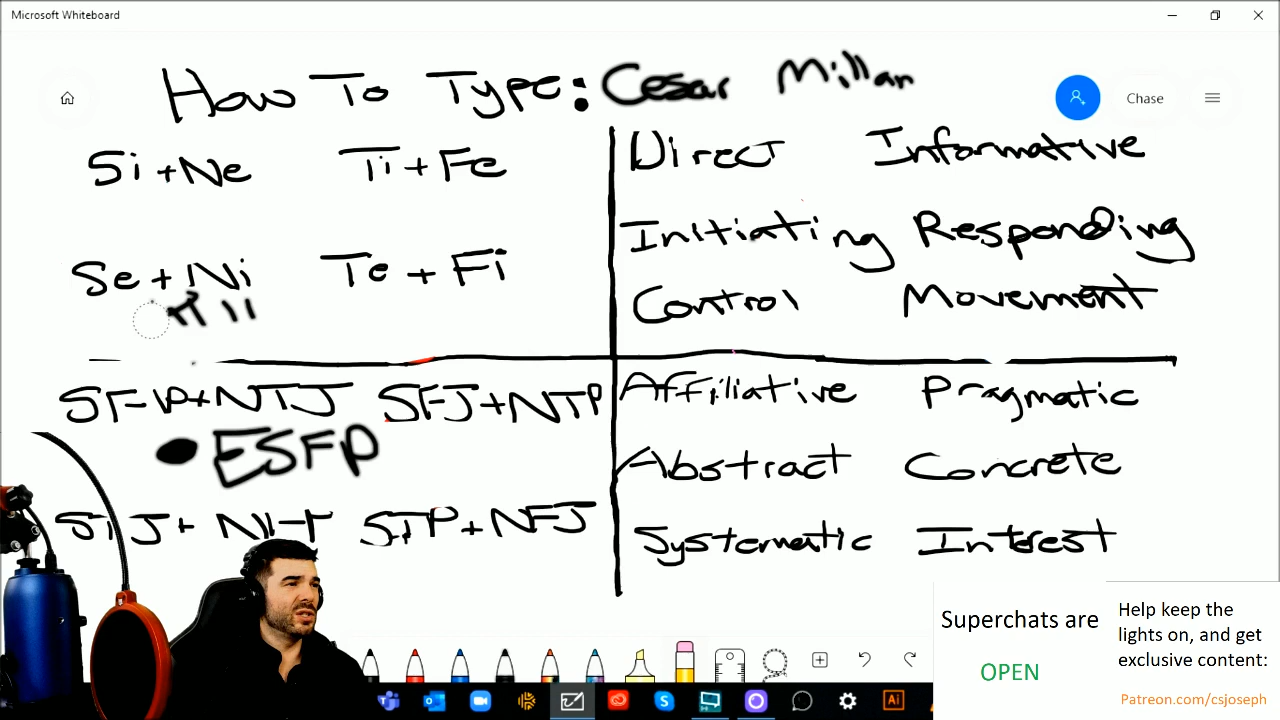 Microsoft Whiteboard
How To Type: Cesar Millan
Chase
Si + Ne Ti + Fe
Se + Ni Te + Fi
Direct Informative
Initiating Responding
Control Movement
SFP + NTJ SFJ + NTP
• ESFP
STJ + NFP STP + NFJ
Affiliative Pragmatic
Abstract Concrete
Systematic Interest
Superchats are
OPEN
Help keep the
lights on, and get
exclusive content:
Patreon.com/csjoseph